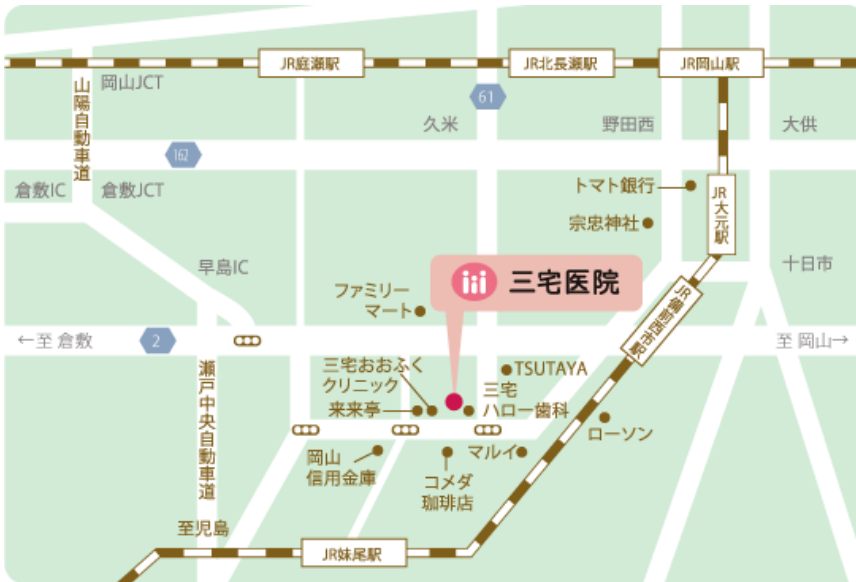 JR庭瀬駅
JR北長瀬駅
JR岡山駅
岡山JCT
山陽自動車道
61
久米
野田西
大供
162
倉敷IC
倉敷JCT
トマト銀行
JR大元駅
宗忠神社
早島IC
三宅医院
十日市
ファミリー
マート
JR備前西市駅
←至 倉敷
2
至 岡山→
三宅おおふく
クリニック
TSUTAYA
瀬戸中央自動車道
来来亭
三宅
ハロー歯科
ローソン
岡山
信用金庫
コメダ
珈琲店
マルイ
至児島
JR妹尾駅